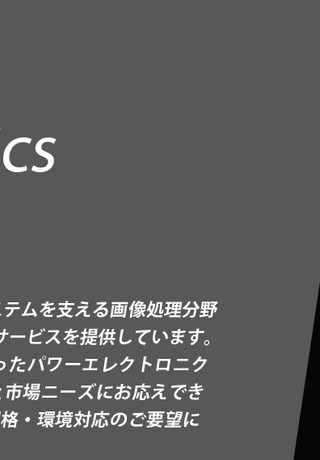 ics
ステムを支える画像処理分野
サービスを提供しています。
ったパワーエレクトロニク
市場ニーズにお応えでき
格・環境対応のご要望に